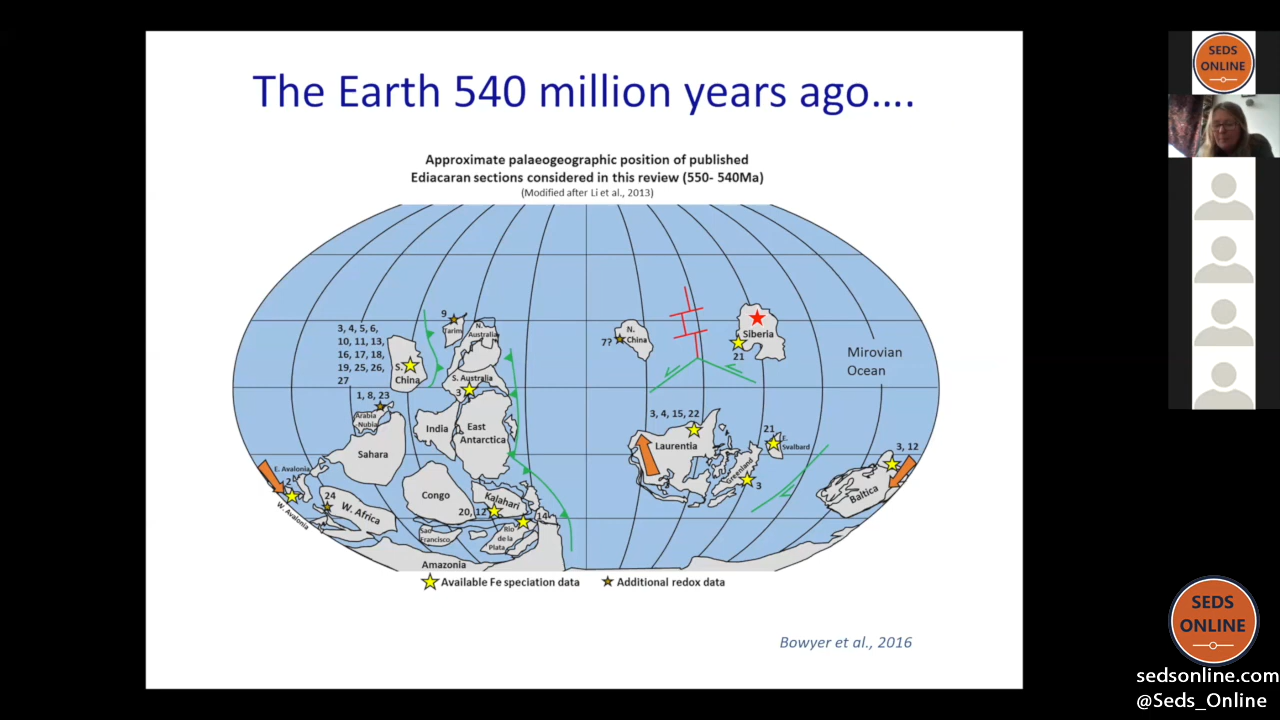 The Earth 540 million years ago....
Approximate palaeogeographic position of published
Ediacaran sections considered in this review (550- 540Ma)
(Modified after Li et al., 2013)
3, 4, 5, 6,
10, 11, 13,
16, 17, 18,
19, 25, 26,
27
S.
China
9
Tarim
N.
Australia
S. Australia
3
1, 8, 23
Arabia
Nubia
India
East
Antarctica
Sahara
E. Avalonia
2
W. Avalonia
24
W. Africa
Congo
Kalahari
20, 12
14
Sao
Francisco
Rio
de la
Plata
Amazonia
7?
N.
China
Siberia
21
Mirovian
Ocean
3, 4, 15, 22
Laurentia
Greenland
3
21
E.
Svalbard
3, 12
Baltica
Available Fe speciation data
Additional redox data
Bowyer et al., 2016
SEDS
ONLINE
SEDS
ONLINE
sedsonline.com
@Seds_Online